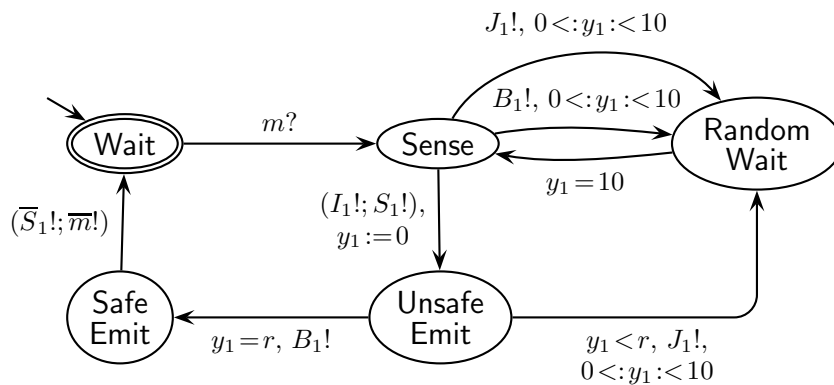 J₁!, 0<:y₁:<10
B₁!, 0<:y₁:<10
m?
Wait
Sense
Random
Wait
y₁=10
(S̅₁!;m̅!)
(I₁!;S₁!),
y₁:=0
Safe
Emit
Unsafe
Emit
y₁=r, B₁!
y₁<r, J₁!,
0<:y₁:<10